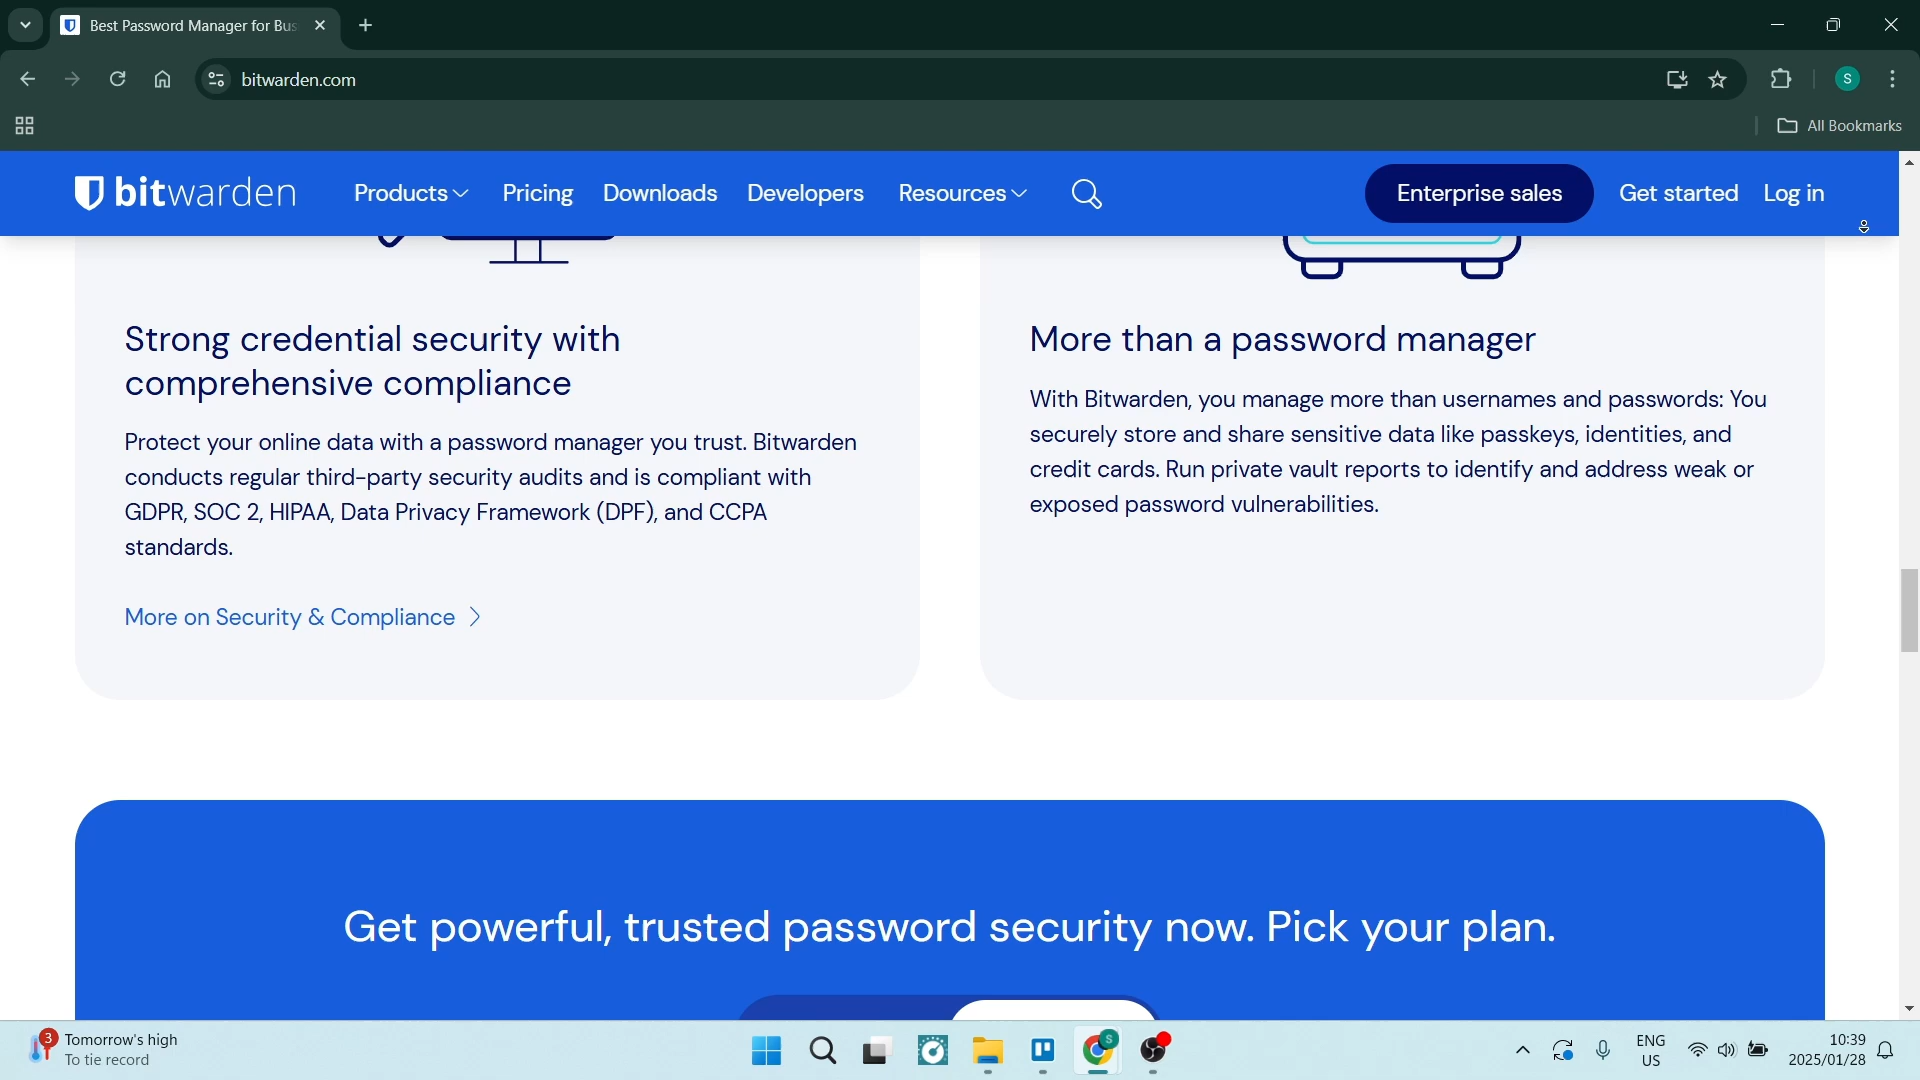 Best Password Manager for Bus
bitwarden.com
S
All Bookmarks
bitwarden
Products
Pricing
Downloads
Developers
Resources
Enterprise sales
Get started
Log in
Strong credential security with
comprehensive compliance
Protect your online data with a password manager you trust. Bitwarden
conducts regular third-party security audits and is compliant with
GDPR, SOC 2, HIPAA, Data Privacy Framework (DPF), and CCPA
standards.
More on Security & Compliance
More than a password manager
With Bitwarden, you manage more than usernames and passwords: You
securely store and share sensitive data like passkeys, identities, and
credit cards. Run private vault reports to identify and address weak or
exposed password vulnerabilities.
Get powerful, trusted password security now. Pick your plan.
3
Tomorrow's high
To tie record
S
ENG
US
10:39
2025/01/28